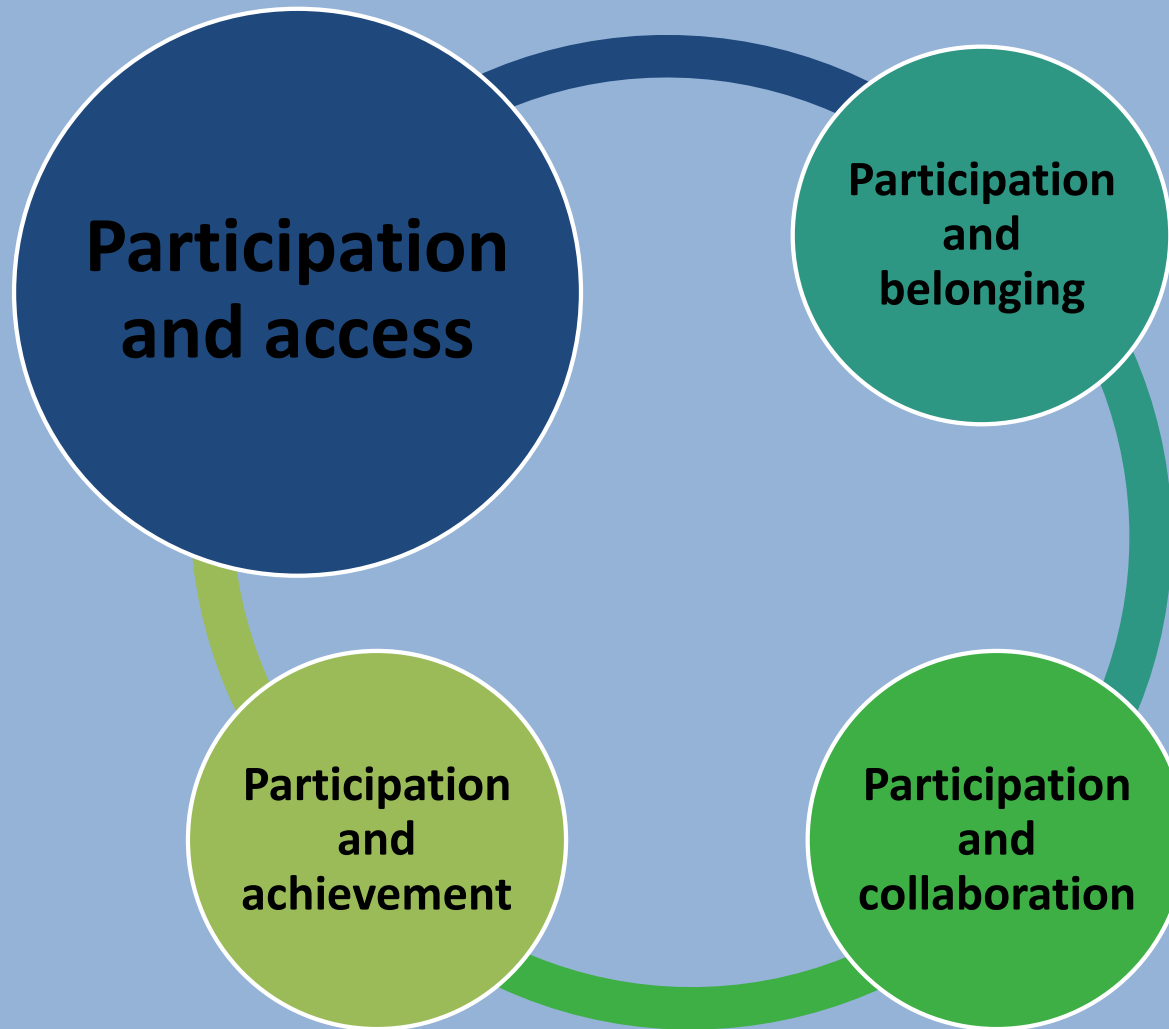 Participation
and access
Participation
and
belonging
Participation
and
collaboration
Participation
and
achievement